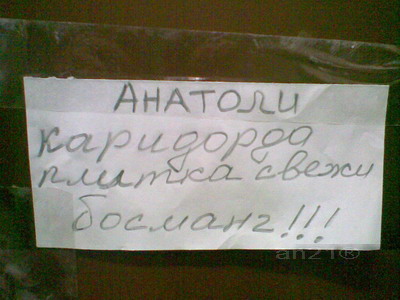 АНАТОЛИ
каридорда
плитка свежи
босманг!!!
an21®